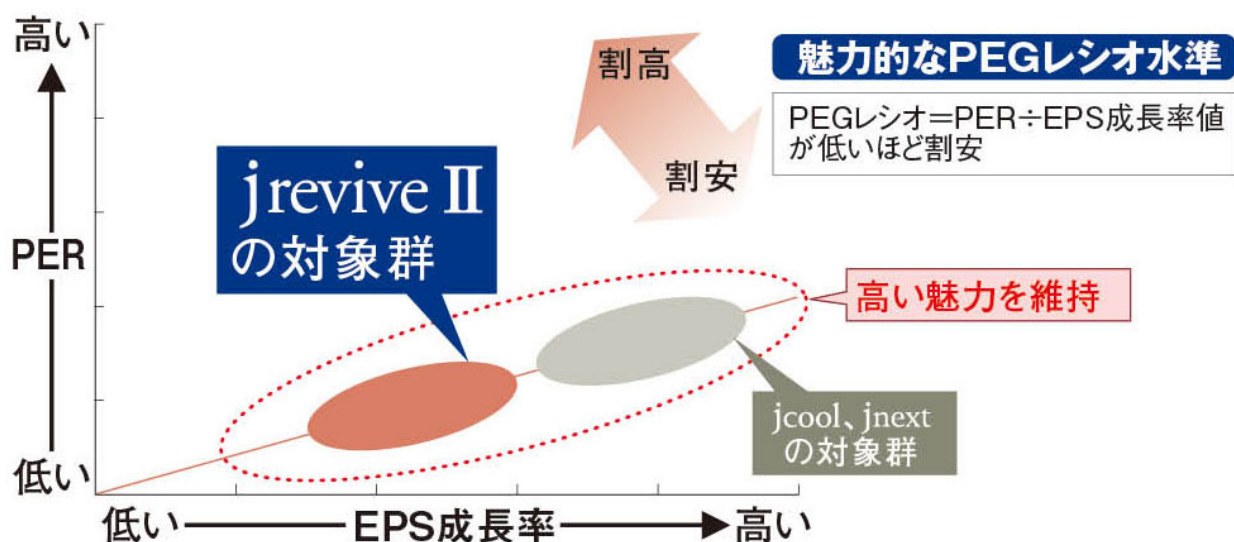 高い
PER
低い
割高
割安
魅力的なPEGレシオ水準
PEGレシオ=PER÷EPS成長率値
が低いほど割安
jrevive II
の対象群
高い魅力を維持
jcool、jnext
の対象群
低い
EPS成長率
高い